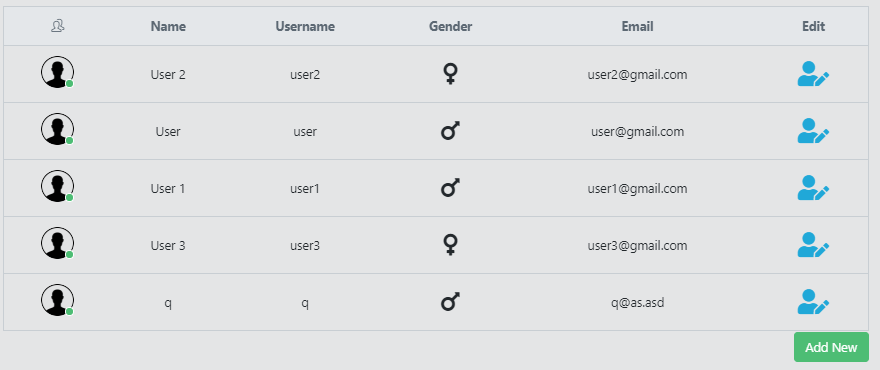 Name Username Gender Email Edit
User 2 user2 user2@gmail.com
User user user@gmail.com
User 1 user1 user1@gmail.com
User 3 user3 user3@gmail.com
q q q@as.asd
Add New